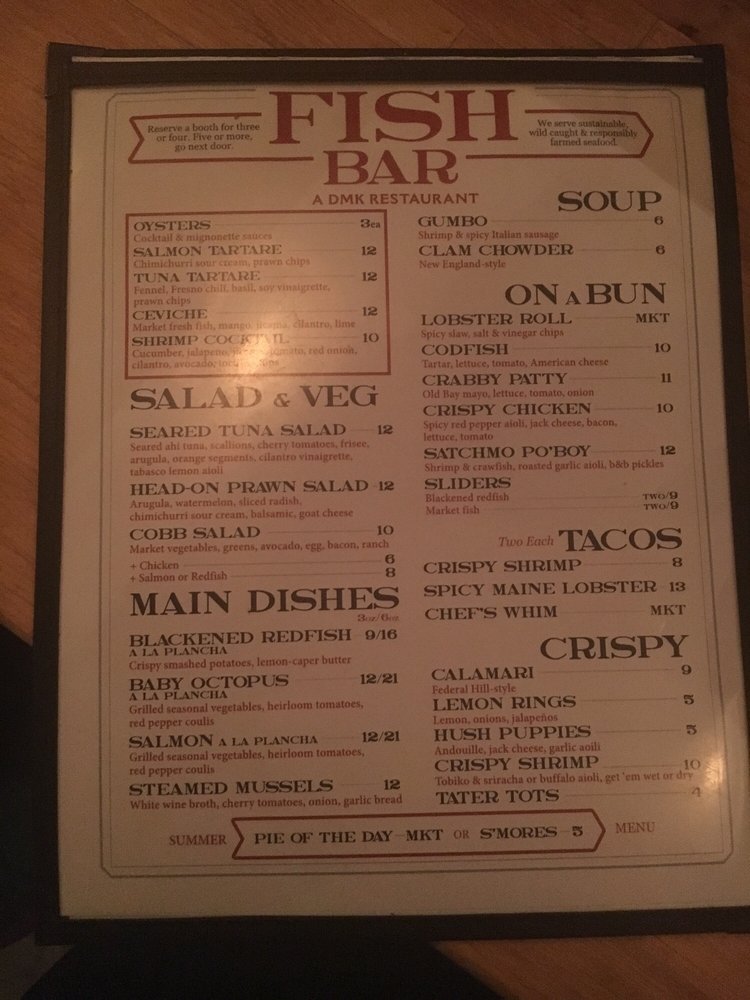 Reserve a booth for three
or four. Five or more,
go next door.
FISH
BAR
We serve sustainable,
wild caught & responsibly
farmed seafood.
A DMK RESTAURANT
OYSTERS 3ea
Cocktail & mignonette sauces
SALMON TARTARE 12
Chimichurri sour cream, prawn chips
TUNA TARTARE 12
Fennel, Fresno chili, basil, soy vinaigrette,
prawn chips
CEVICHE 12
Market fresh fish, mango, jicama, cilantro, lime
SHRIMP COCKTAIL 10
Cucumber, jalapeno, tomato, red onion,
cilantro, avocado,
SALAD & VEG
SEARED TUNA SALAD 12
Seared ahi tuna, scallions, cherry tomatoes, frisee,
arugula, orange segments, cilantro vinaigrette,
tabasco lemon aioli
HEAD-ON PRAWN SALAD 12
Arugula, watermelon, sliced radish,
chimichurri sour cream, balsamic, goat cheese
COBB SALAD 10
Market vegetables, greens, avocado, egg, bacon, ranch
+ Chicken 6
+ Salmon or Redfish 8
MAIN DISHES
3oz/6oz
BLACKENED REDFISH 9/16
A LA PLANCHA
Crispy smashed potatoes, lemon-caper butter
BABY OCTOPUS 12/21
A LA PLANCHA
Grilled seasonal vegetables, heirloom tomatoes,
red pepper coulis
SALMON A LA PLANCHA 12/21
Grilled seasonal vegetables, heirloom tomatoes,
red pepper coulis
STEAMED MUSSELS 12
White wine broth, cherry tomatoes, onion, garlic bread
SOUP
GUMBO 6
Shrimp & spicy Italian sausage
CLAM CHOWDER 6
New England-style
ON A BUN
LOBSTER ROLL MKT
Spicy slaw, salt & vinegar chips
CODFISH 10
Tartar, lettuce, tomato, American cheese
CRABBY PATTY 11
Old Bay mayo, lettuce, tomato, onion
CRISPY CHICKEN 10
Spicy red pepper aioli, jack cheese, bacon,
lettuce, tomato
SATCHMO PO'BOY 12
Shrimp & crawfish, roasted garlic aioli, b&b pickles
SLIDERS
Blackened redfish TWO/9
Market fish TWO/9
Two Each TACOS
CRISPY SHRIMP 8
SPICY MAINE LOBSTER 13
CHEF'S WHIM MKT
CRISPY
CALAMARI 9
Federal Hill-style
LEMON RINGS 5
Lemon, onions, jalapeños
HUSH PUPPIES 5
Andouille, jack cheese, garlic aoili
CRISPY SHRIMP 10
Tobiko & sriracha or buffalo aioli, get 'em wet or dry
TATER TOTS 4
SUMMER PIE OF THE DAY MKT OR S'MORES 5 MENU